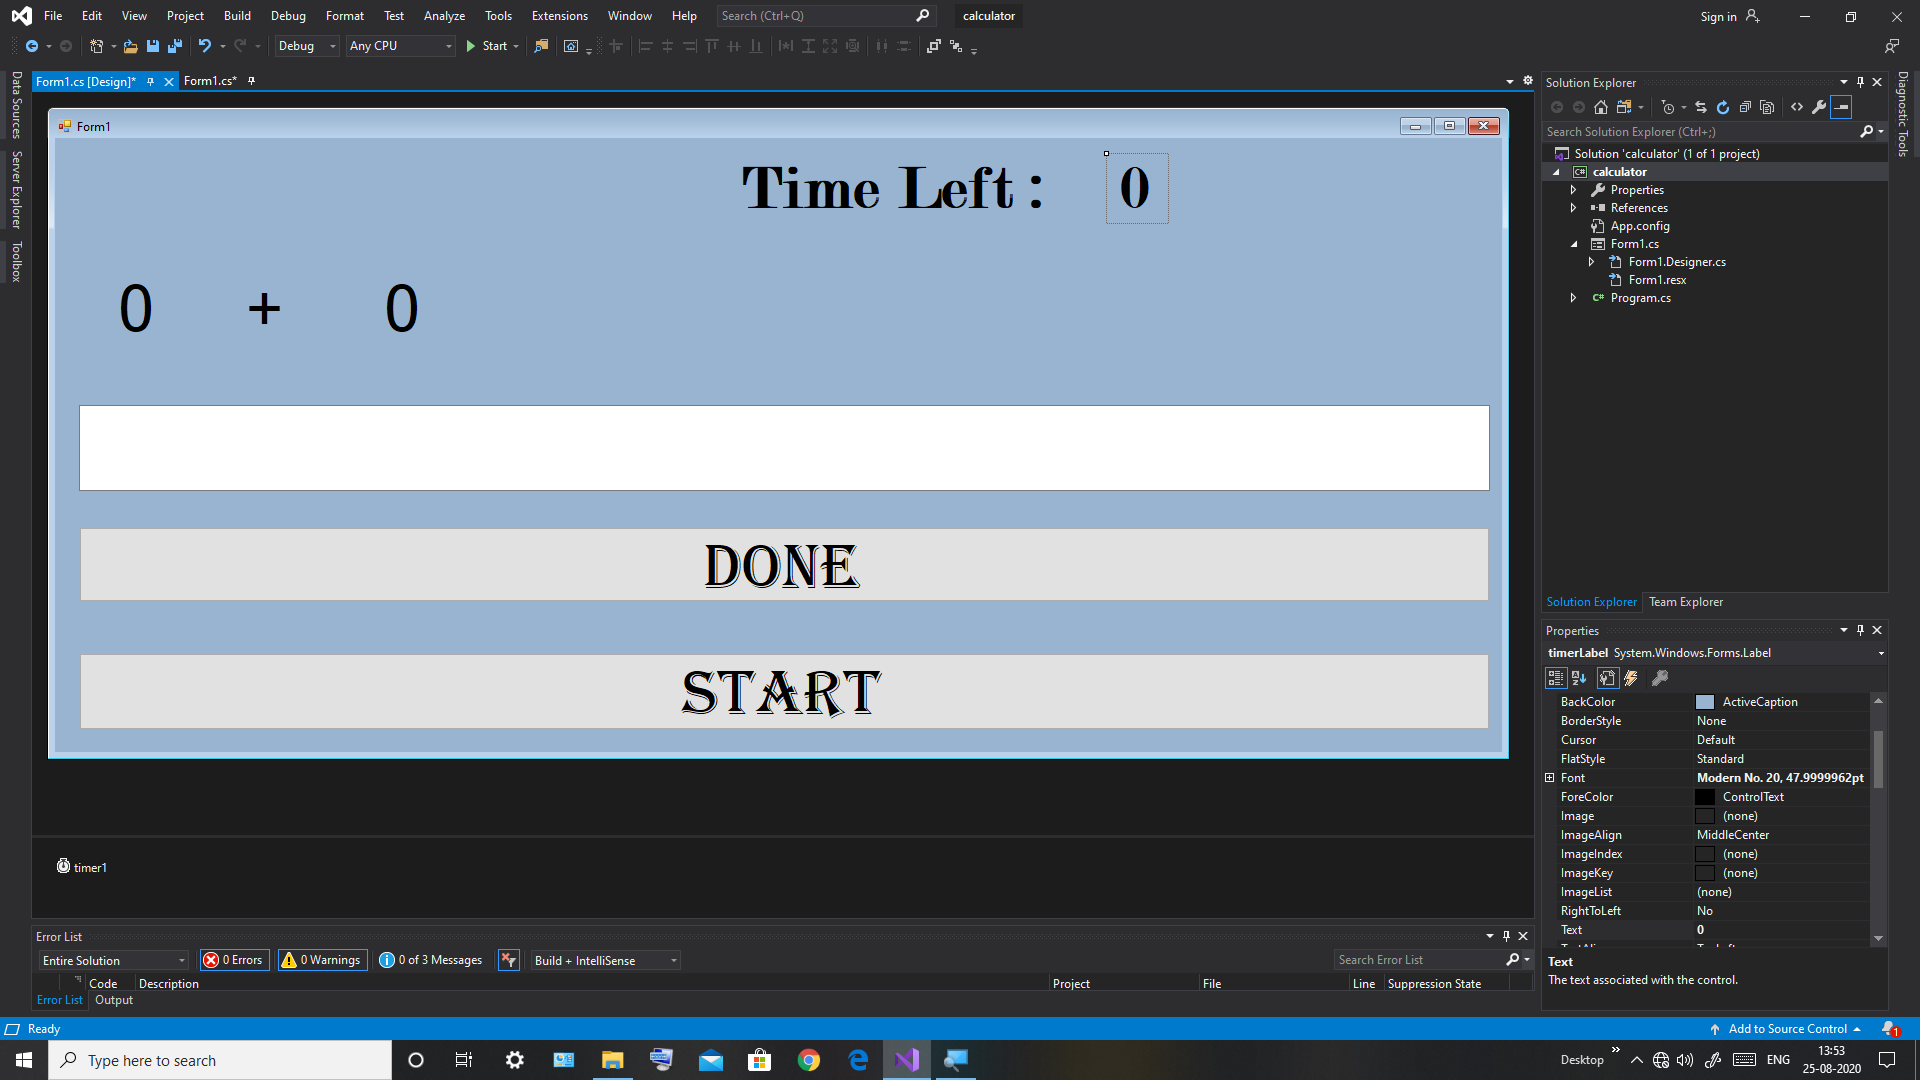 File Edit View Project Build Debug Format Test Analyze Tools Extensions Window Help Search (Ctrl+Q) calculator Sign in
Debug Any CPU Start
Form1.cs [Design]* Form1.cs*
Data Sources
Server Explorer
Toolbox
Form1
Time Left : 0
0 + 0
DONE
START
timer1
Error List
Entire Solution 0 Errors 0 Warnings 0 of 3 Messages Build + IntelliSense Search Error List
Code Description Project File Line Suppression State
Error List Output
Solution Explorer
Search Solution Explorer (Ctrl+;)
Solution 'calculator' (1 of 1 project)
C# calculator
Properties
References
App.config
Form1.cs
Form1.Designer.cs
Form1.resx
C# Program.cs
Solution Explorer Team Explorer
Diagnostic Tools
Properties
timerLabel System.Windows.Forms.Label
BackColor ActiveCaption
BorderStyle None
Cursor Default
FlatStyle Standard
Font Modern No. 20, 47.9999962pt
ForeColor ControlText
Image (none)
ImageAlign MiddleCenter
ImageIndex (none)
ImageKey (none)
ImageList (none)
RightToLeft No
Text 0
Text
The text associated with the control.
Ready Add to Source Control 1
Type here to search Desktop ENG 13:53
25-08-2020